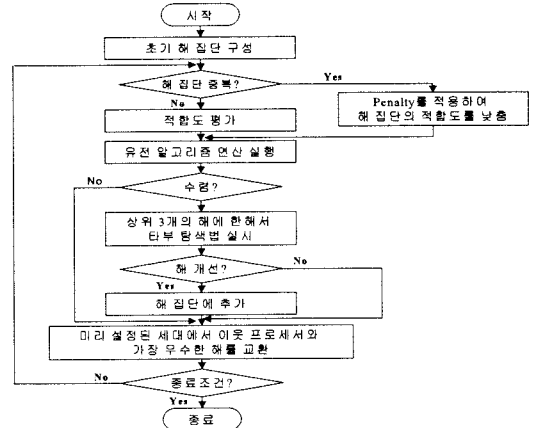 시작
초기 해 집단 구성
해 집단 중복?
Yes
No
Penalty를 적용하여
해 집단의 적합도를 낮춤
적합도 평가
유전 알고리즘 연산 실행
No
수렴?
상위 3개의 해에 한해서
타부 탐색법 실시
해 개선?
No
Yes
해 집단에 추가
미리 설정된 세대에서 이웃 프로세서와
가장 우수한 해를 교환
No
종료조건?
Yes
종료